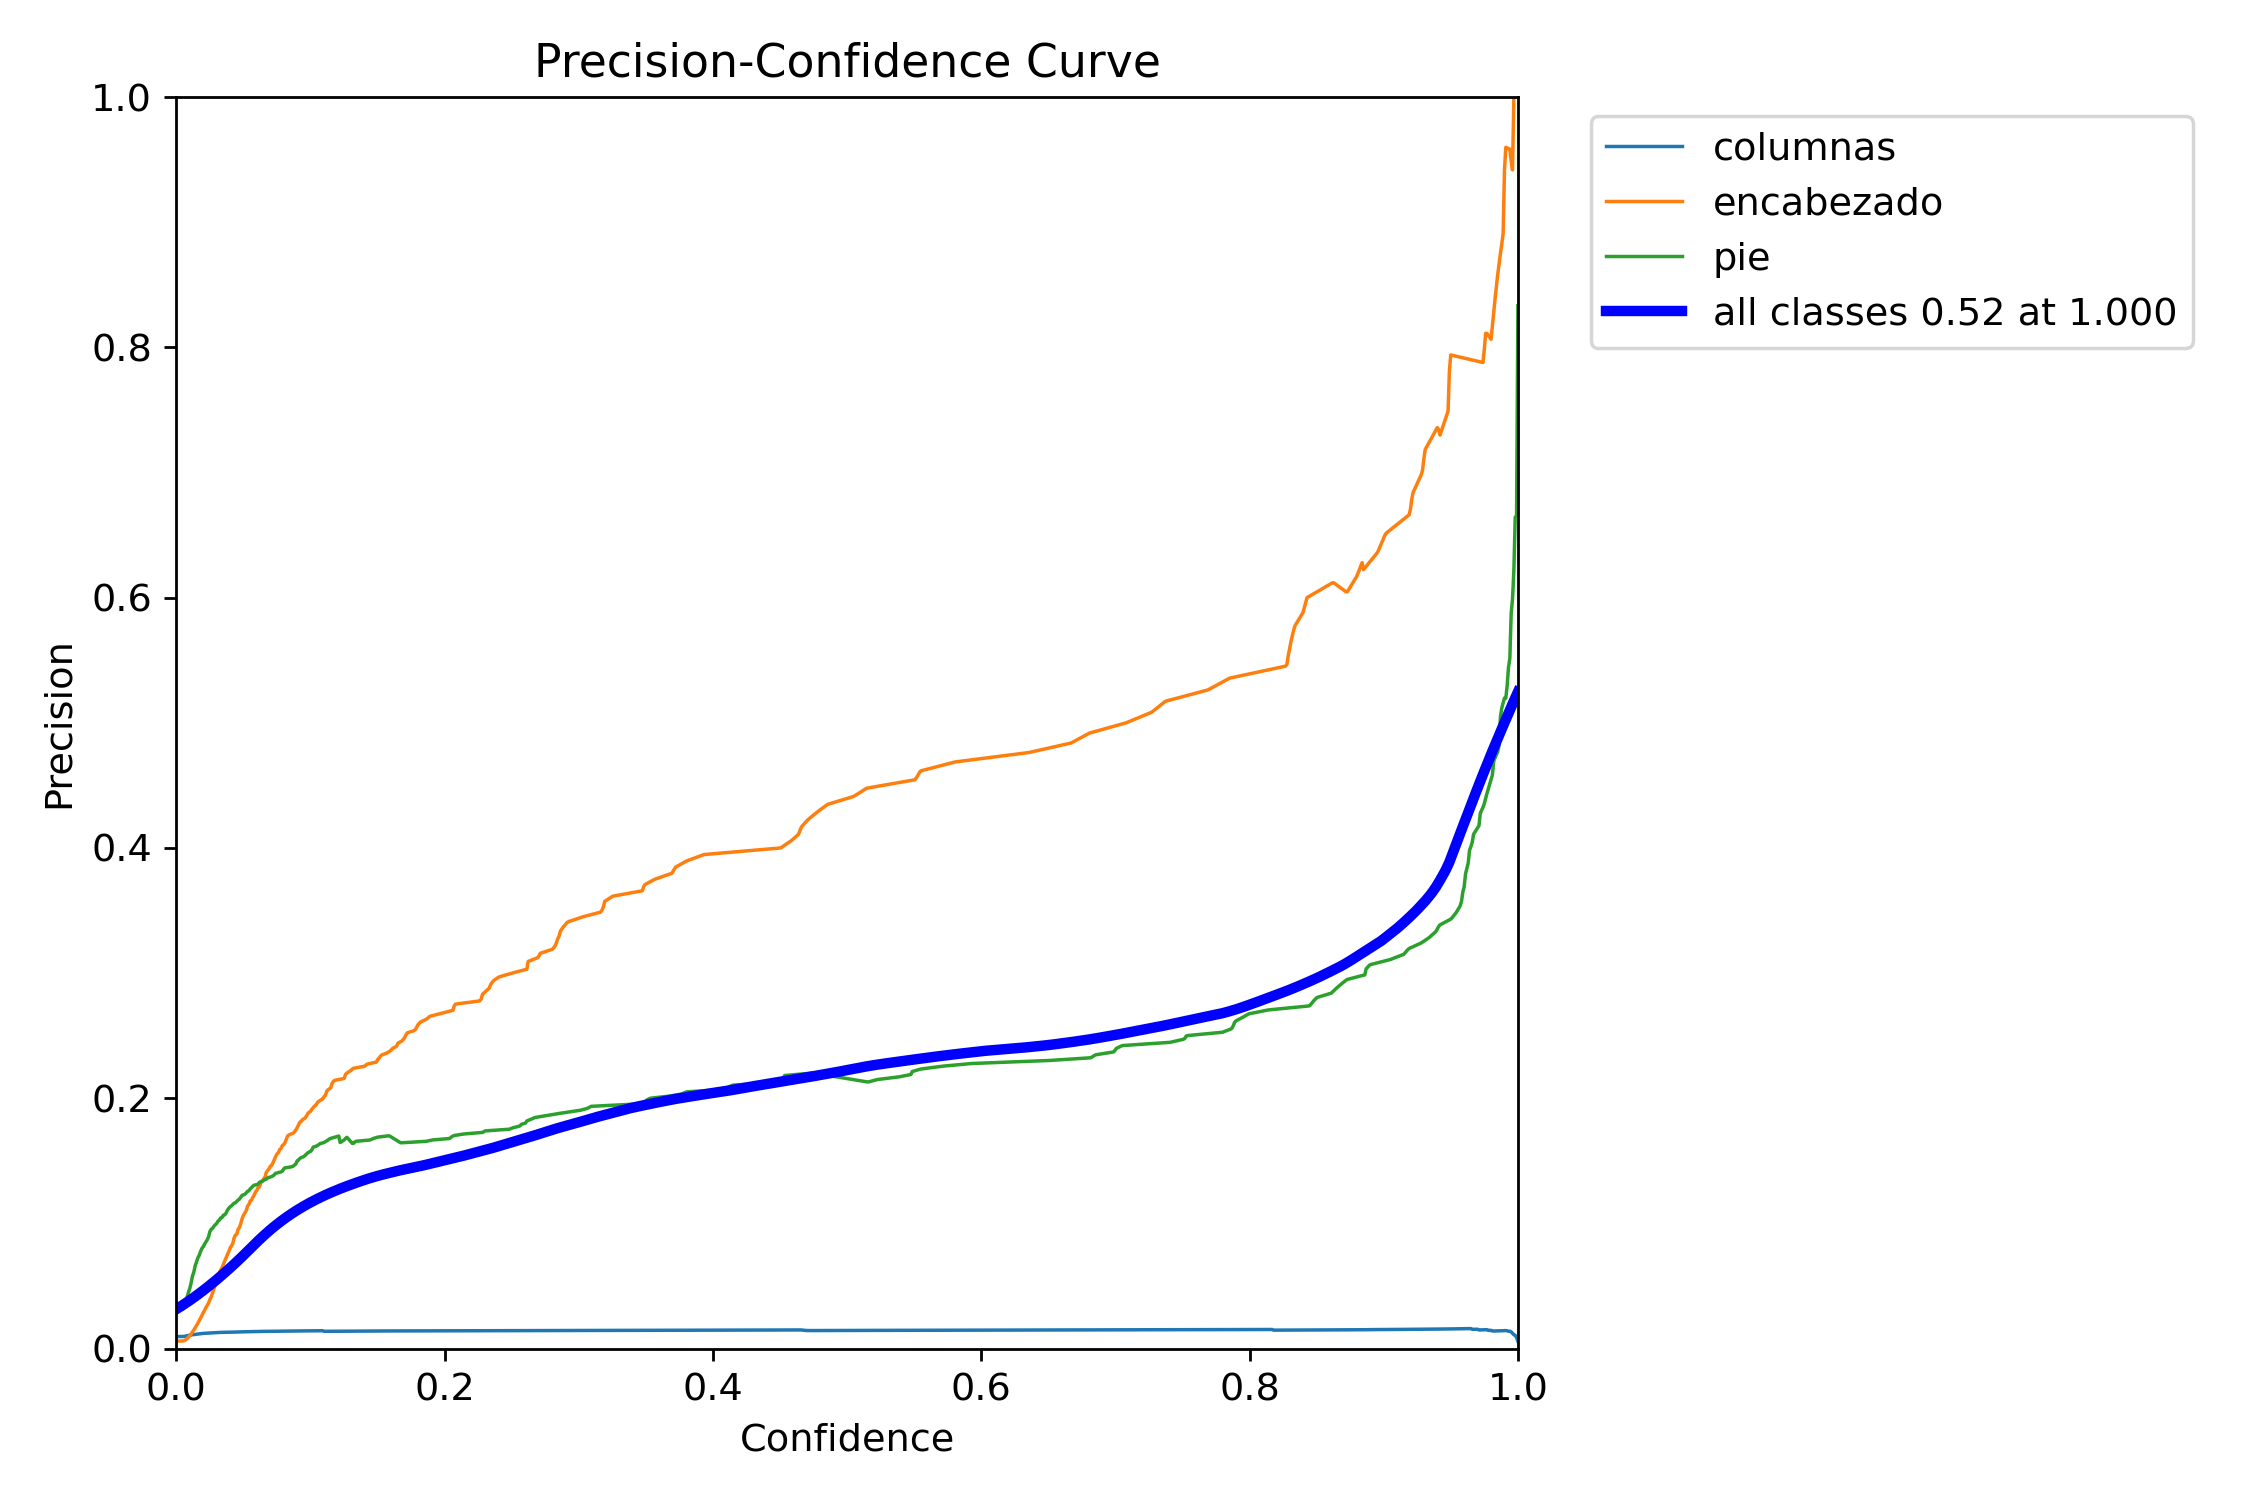 Precision-Confidence Curve
1.0
0.8
0.6
0.4
0.2
0.0
Precision
0.0 0.2 0.4 0.6 0.8 1.0
Confidence
columnas
encabezado
pie
all classes 0.52 at 1.000